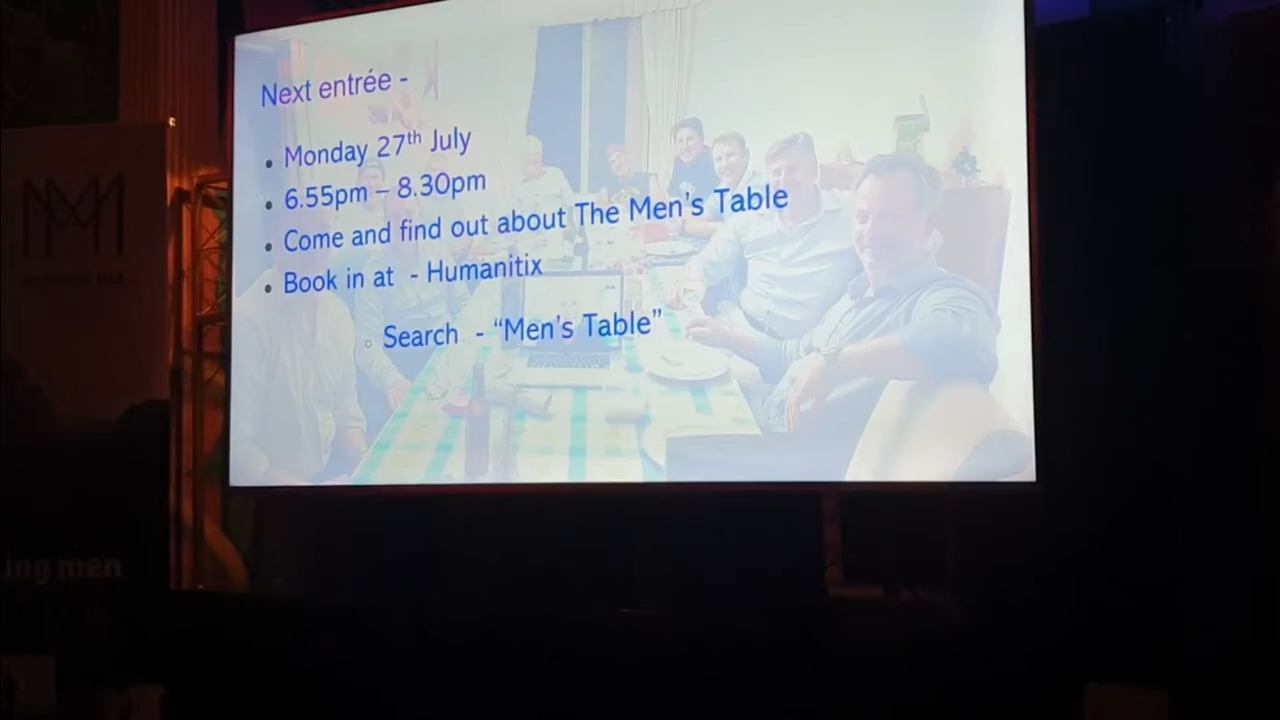 Next entrée -
• Monday 27th July
• 6.55pm – 8.30pm
• Come and find out about The Men's Table
• Book in at - Humanitix
○ Search - “Men's Table”
ing men